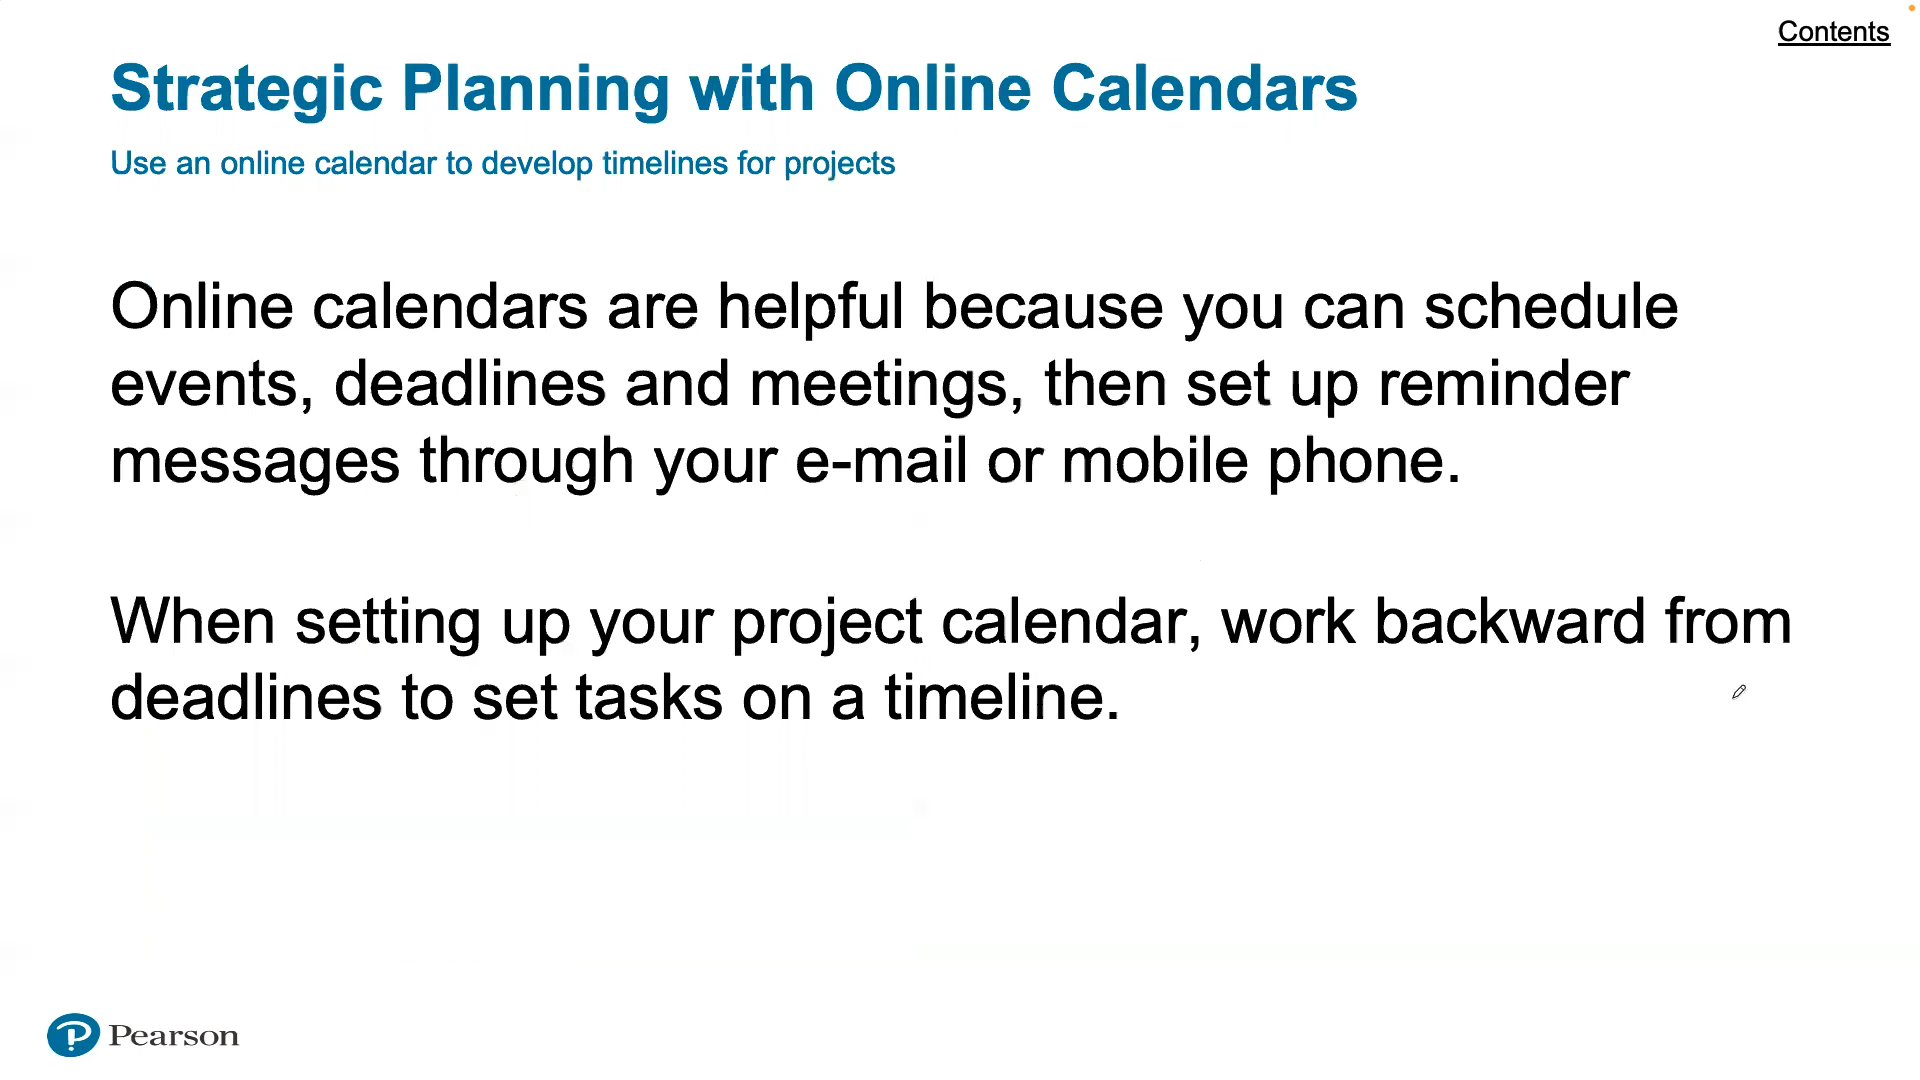 Contents
Strategic Planning with Online Calendars
Use an online calendar to develop timelines for projects
Online calendars are helpful because you can schedule
events, deadlines and meetings, then set up reminder
messages through your e-mail or mobile phone.
When setting up your project calendar, work backward from
deadlines to set tasks on a timeline.
Pearson